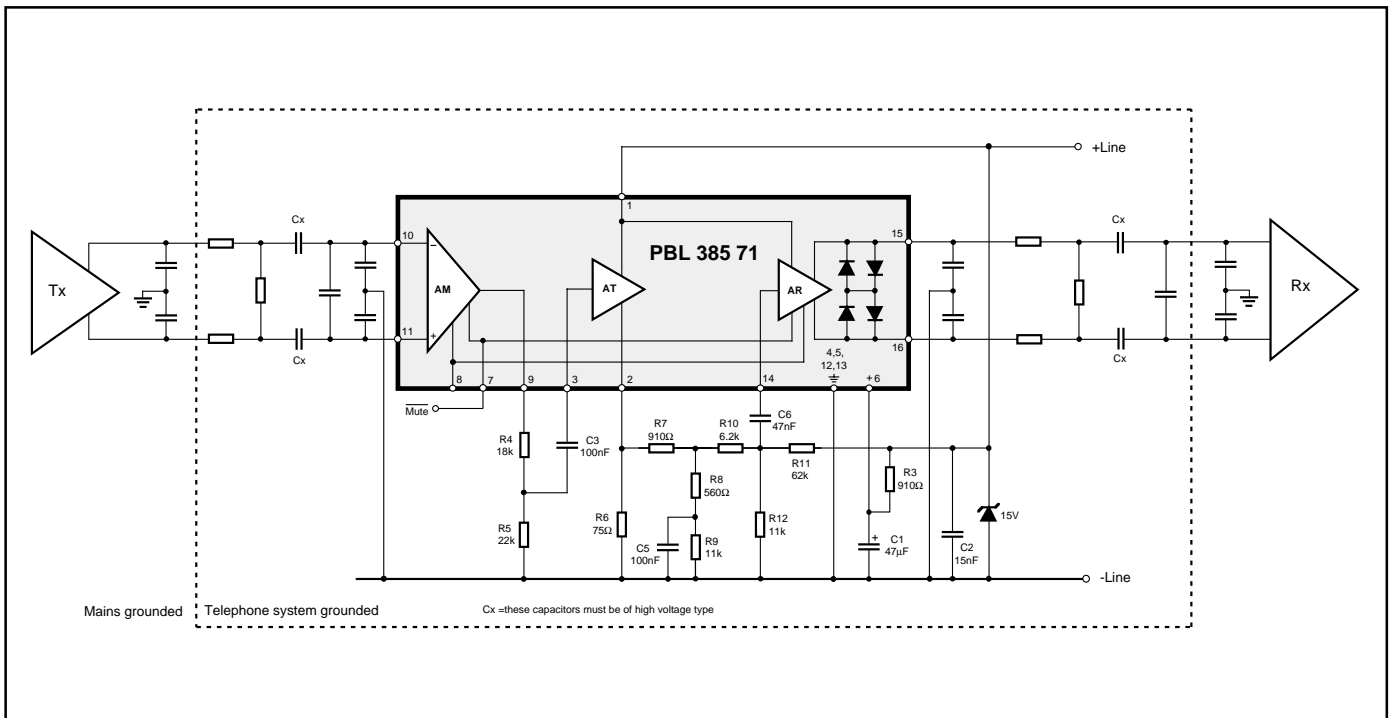 +Line
Cx
Cx
1
10
15
PBL 385 71
−
Tx
AM
AT
AR
Rx
11
+
16
4,5,
12,13
Cx
Cx
8
7
9
3
2
14
+ 6
Mute
C6
47nF
R4
18k
C3
100nF
R7
910Ω
R10
6.2k
R11
62k
R3
910Ω
R8
560Ω
R5
22k
R6
75Ω
C5
100nF
R9
11k
R12
11k
+
C1
47µF
C2
15nF
15V
-Line
Mains grounded
Telephone system grounded
Cx =these capacitors must be of high voltage type